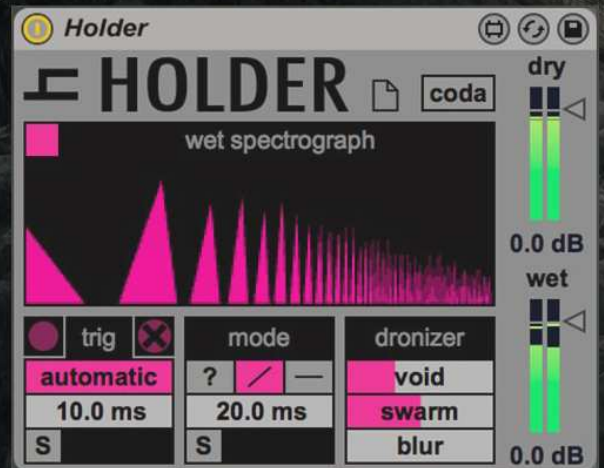 Holder
h HOLDER
coda
dry
wet spectrograph
0.0 dB
wet
trig
mode
dronizer
automatic
?
void
10.0 ms
20.0 ms
swarm
S
S
blur
0.0 dB